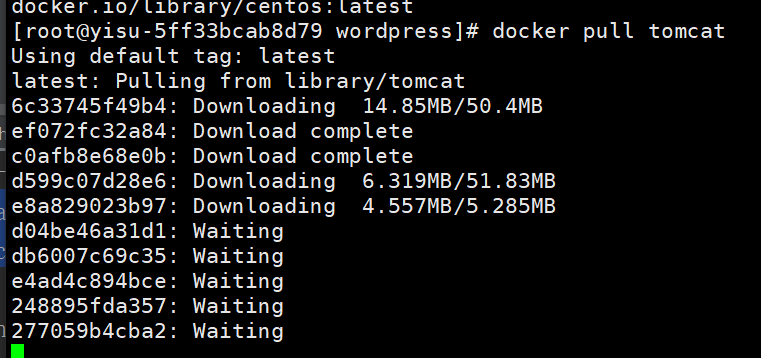 docker.io/library/centos:latest
[root@yisu-5ff33bcab8d79 wordpress]# docker pull tomcat
Using default tag: latest
latest: Pulling from library/tomcat
6c33745f49b4: Downloading  14.85MB/50.4MB
ef072fc32a84: Download complete
c0afb8e68e0b: Download complete
d599c07d28e6: Downloading  6.319MB/51.83MB
e8a829023b97: Downloading  4.557MB/5.285MB
d04be46a31d1: Waiting
db6007c69c35: Waiting
e4ad4c894bce: Waiting
248895fda357: Waiting
277059b4cba2: Waiting